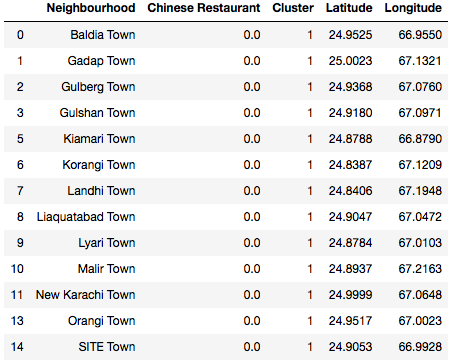 Neighbourhood Chinese Restaurant Cluster Latitude Longitude
0 Baldia Town 0.0 1 24.9525 66.9550
1 Gadap Town 0.0 1 25.0023 67.1321
2 Gulberg Town 0.0 1 24.9368 67.0760
3 Gulshan Town 0.0 1 24.9180 67.0971
5 Kiamari Town 0.0 1 24.8788 66.8790
6 Korangi Town 0.0 1 24.8387 67.1209
7 Landhi Town 0.0 1 24.8406 67.1948
8 Liaquatabad Town 0.0 1 24.9047 67.0472
9 Lyari Town 0.0 1 24.8784 67.0103
10 Malir Town 0.0 1 24.8937 67.2163
11 New Karachi Town 0.0 1 24.9999 67.0648
13 Orangi Town 0.0 1 24.9517 67.0023
14 SITE Town 0.0 1 24.9053 66.9928